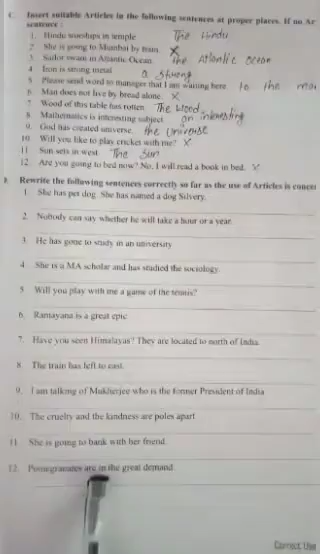 C. Insert suitable Articles in the following sentences at proper places. If no Ar
sentence :
1. Hindu worships in temple. The Hindu
2. She is going to Mumbai by train. X
3. Sailor swam in Atlantic Ocean. The Atlantic ocean
4. Iron is strong metal. a strong
5. Please send word to manager that I am waiting here. to the man
6. Man does not live by bread alone. X
7. Wood of this table has rotten. The wood
8. Mathematics is interesting subject. an interesting
9. God has created universe. the universe
10. Will you like to play cricket with me? X
11. Sun sets in west. The Sun
12. Are you going to bed now? No, I will read a book in bed. X
Rewrite the following sentences correctly so far as the use of Articles is concer
1. She has pet dog. She has named a dog Silvery.
2. Nobody can say whether he will take a hour or a year.
3. He has gone to study in an university.
4. She is a MA scholar and has studied the sociology.
5. Will you play with me a game of the tennis?
6. Ramayana is a great epic.
7. Have you seen Himalayas? They are located to north of India.
8. The train has left to east.
9. I am talking of Mukherjee who is the former President of India.
10. The cruelty and the kindness are poles apart.
11. She is going to bank with her friend.
12. Pomegranates are in the great demand.
Correct Use